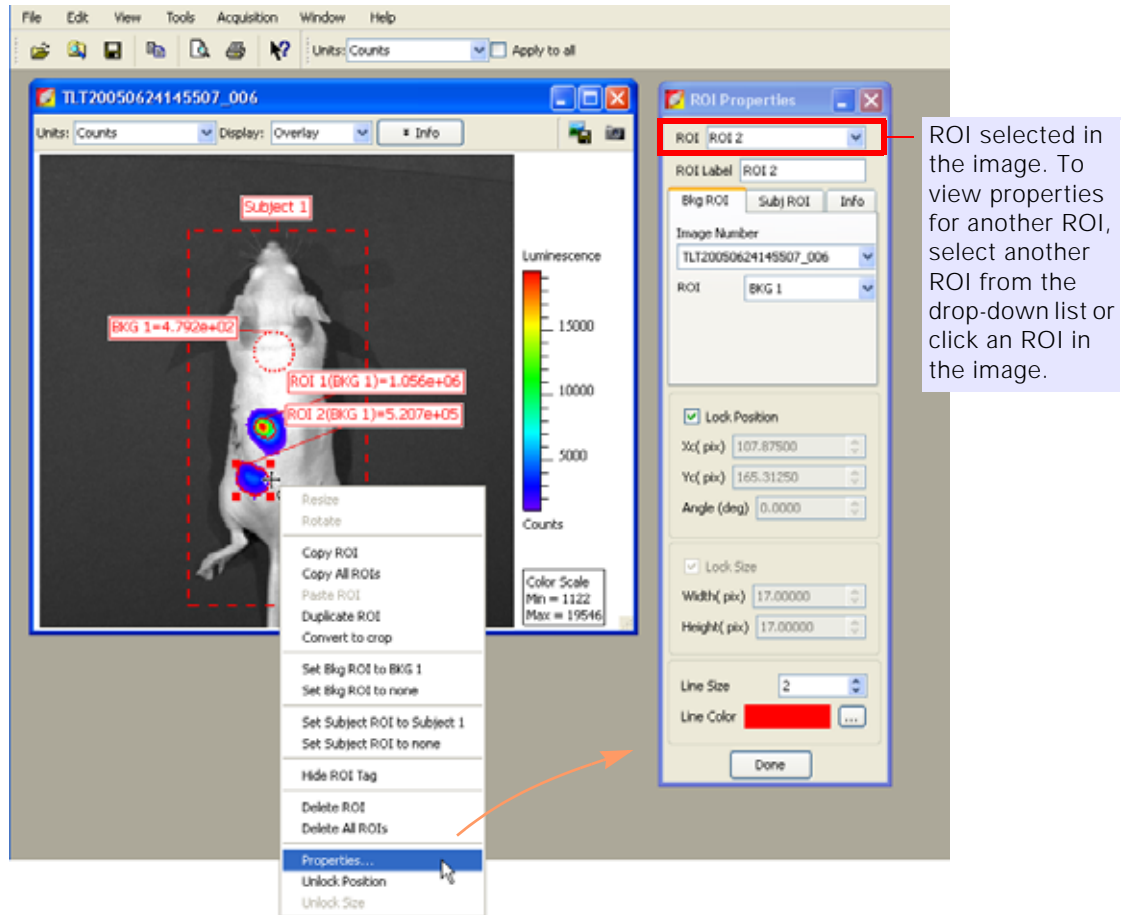 File Edit View Tools Acquisition Window Help
Units: Counts Apply to all
TLT20050624145507_006
Units: Counts Display: Overlay Info
Subject 1
BKG 1=4.792e+02
ROI 1(BKG 1)=1.056e+06
ROI 2(BKG 1)=5.207e+05
Luminescence
15000
10000
5000
Counts
Color Scale
Min = 1122
Max = 19546
Resize
Rotate
Copy ROI
Copy All ROIs
Paste ROI
Duplicate ROI
Convert to crop
Set Bkg ROI to BKG 1
Set Bkg ROI to none
Set Subject ROI to Subject 1
Set Subject ROI to none
Hide ROI Tag
Delete ROI
Delete All ROIs
Properties...
Unlock Position
Unlock Size
ROI Properties
ROI ROI 2
ROI Label ROI 2
Bkg ROI Subj ROI Info
Image Number
TLT20050624145507_006
ROI BKG 1
Lock Position
Xc( pix) 107.87500
Yc( pix) 165.31250
Angle (deg) 0.0000
Lock Size
Width( pix) 17.00000
Height( pix) 17.00000
Line Size 2
Line Color ...
Done
ROI selected in
the image. To
view properties
for another ROI,
select another
ROI from the
drop-down list or
click an ROI in
the image.